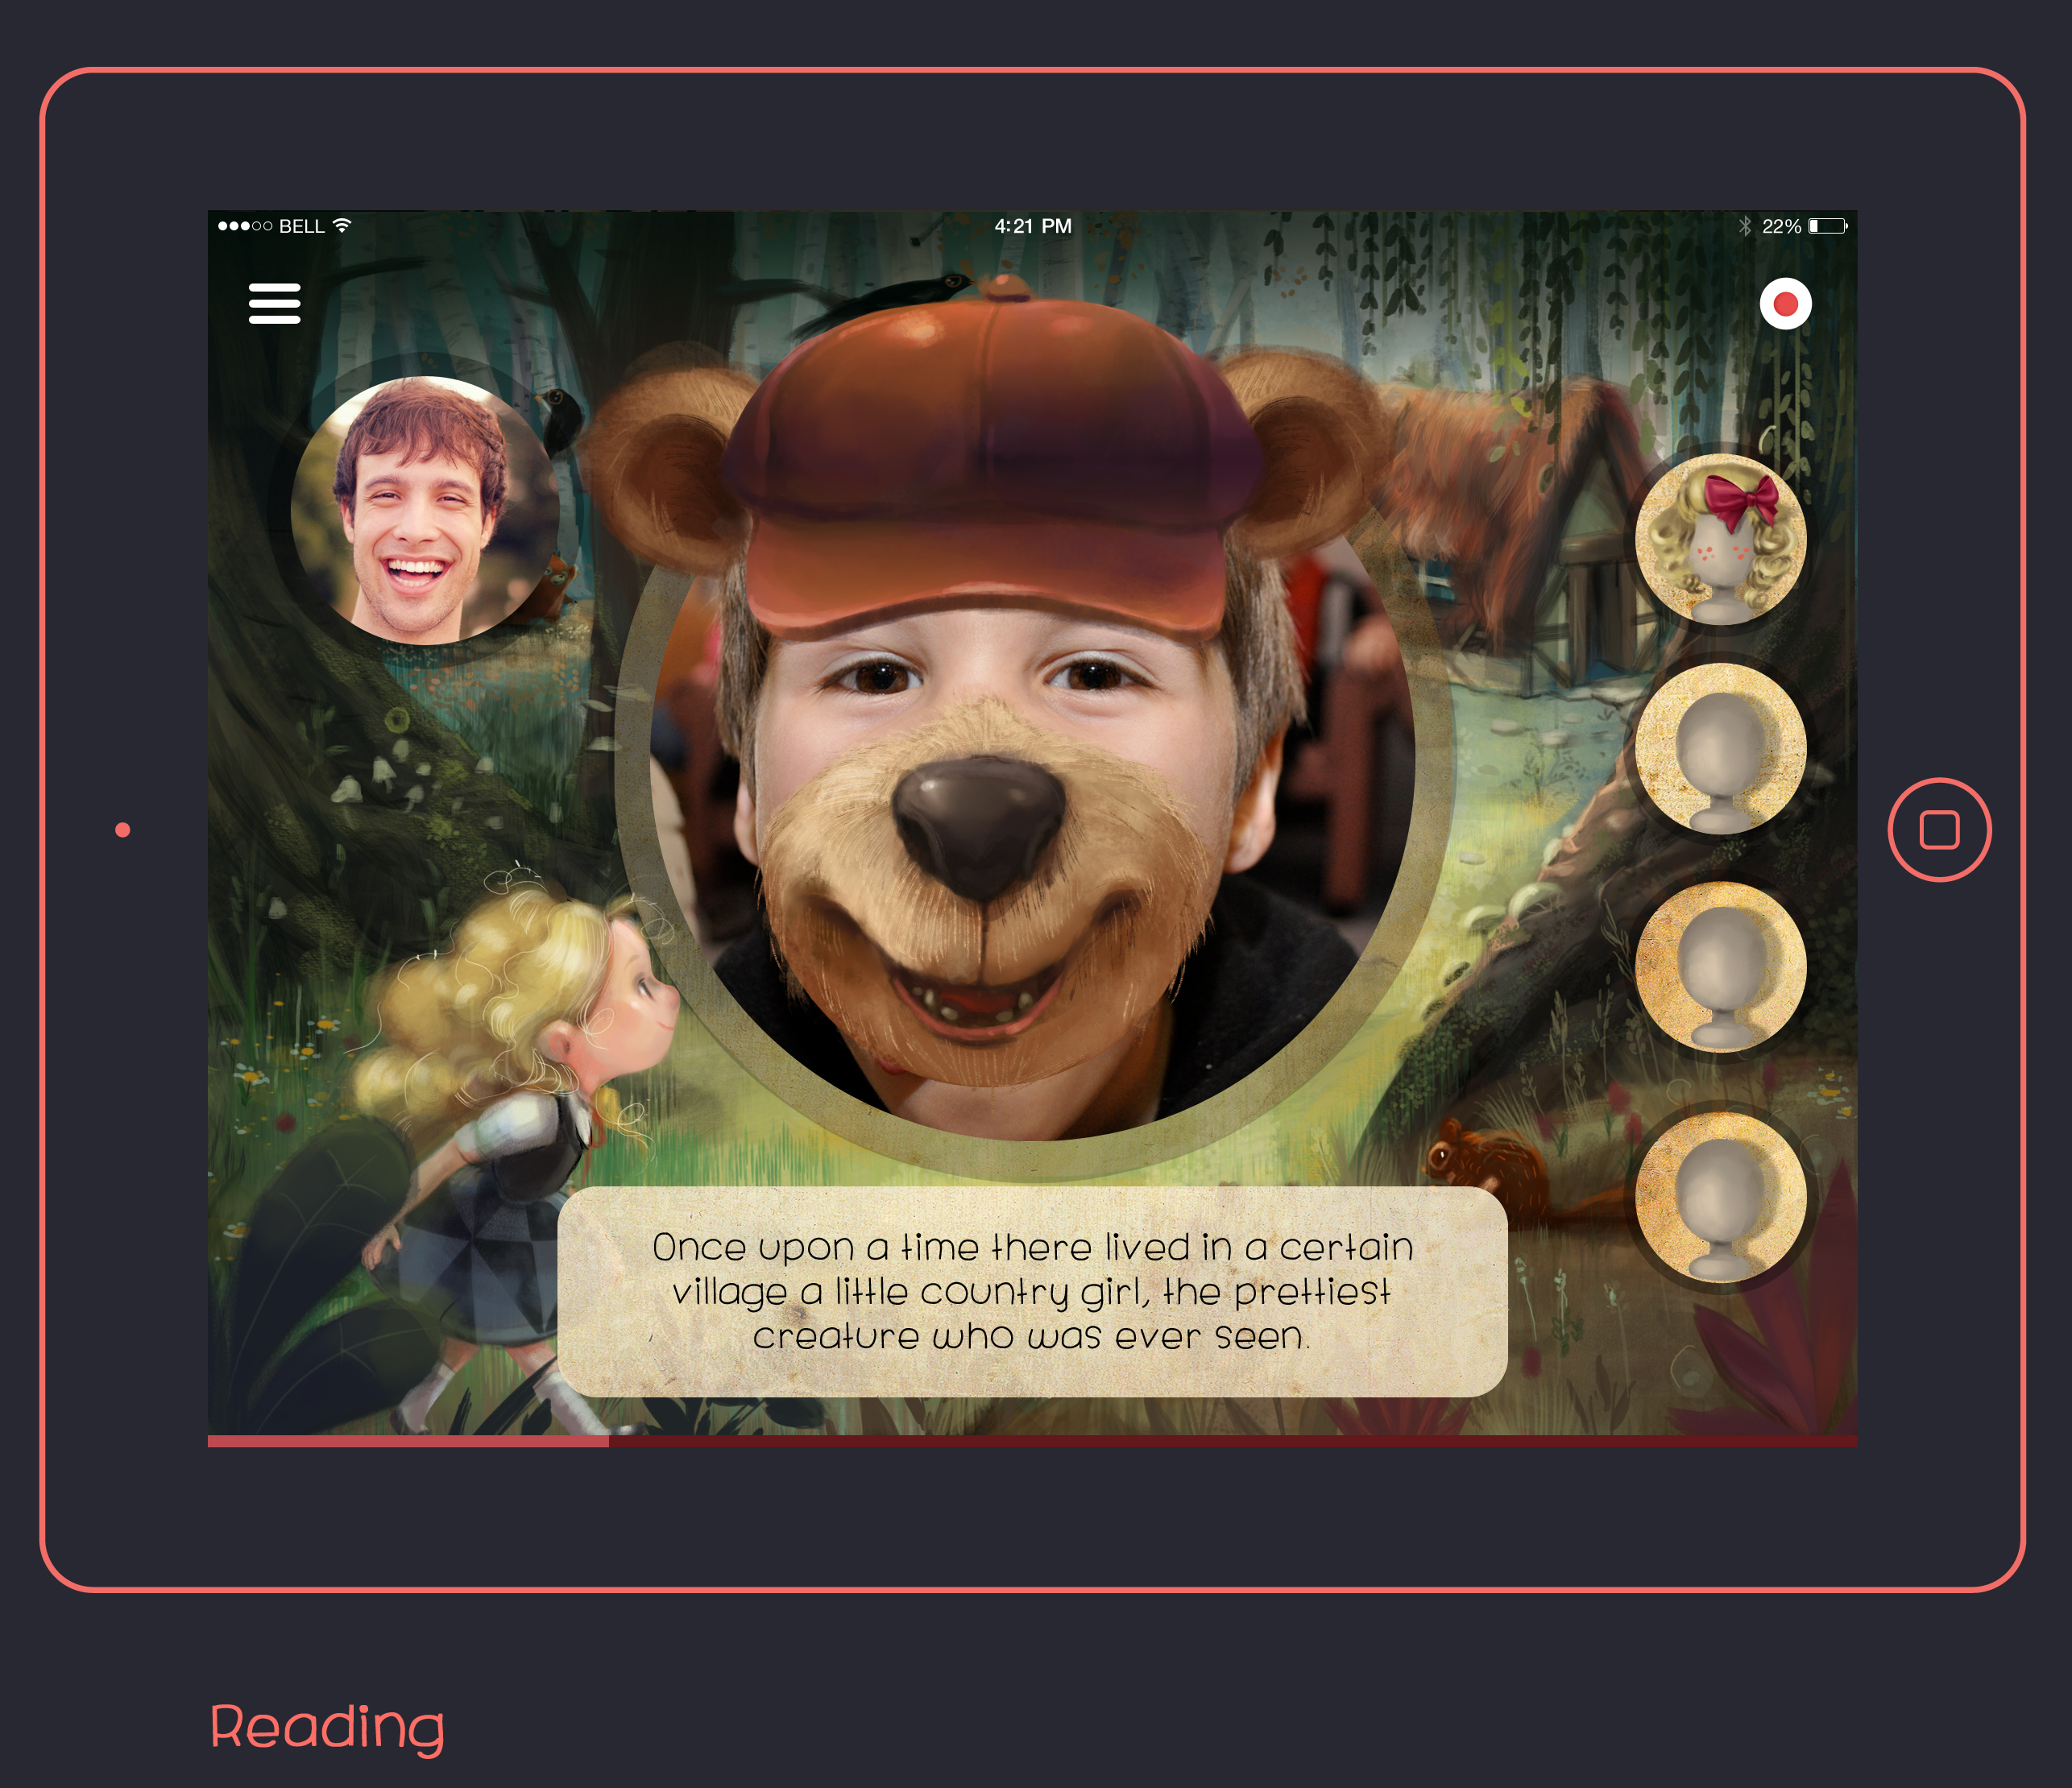 BELL
4:21 PM
22%
Once upon a time there lived in a certain
village a little country girl, the prettiest
creature who was ever seen.
Reading